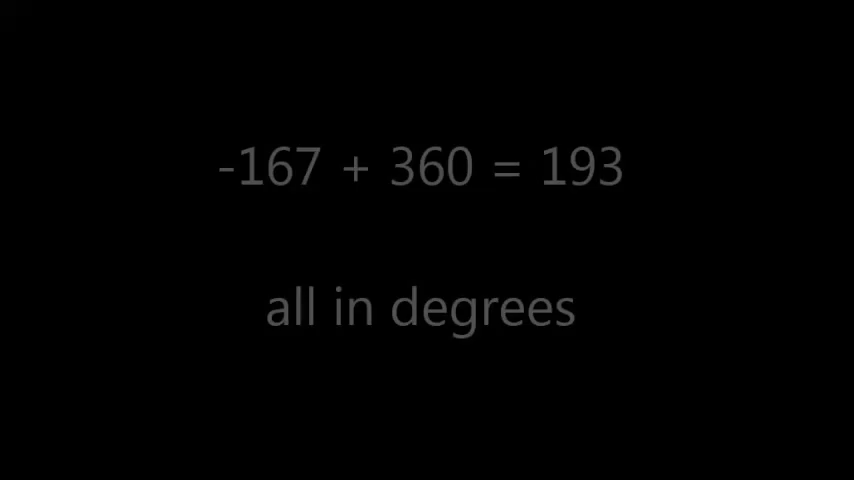 -167 + 360 = 193
all in degrees